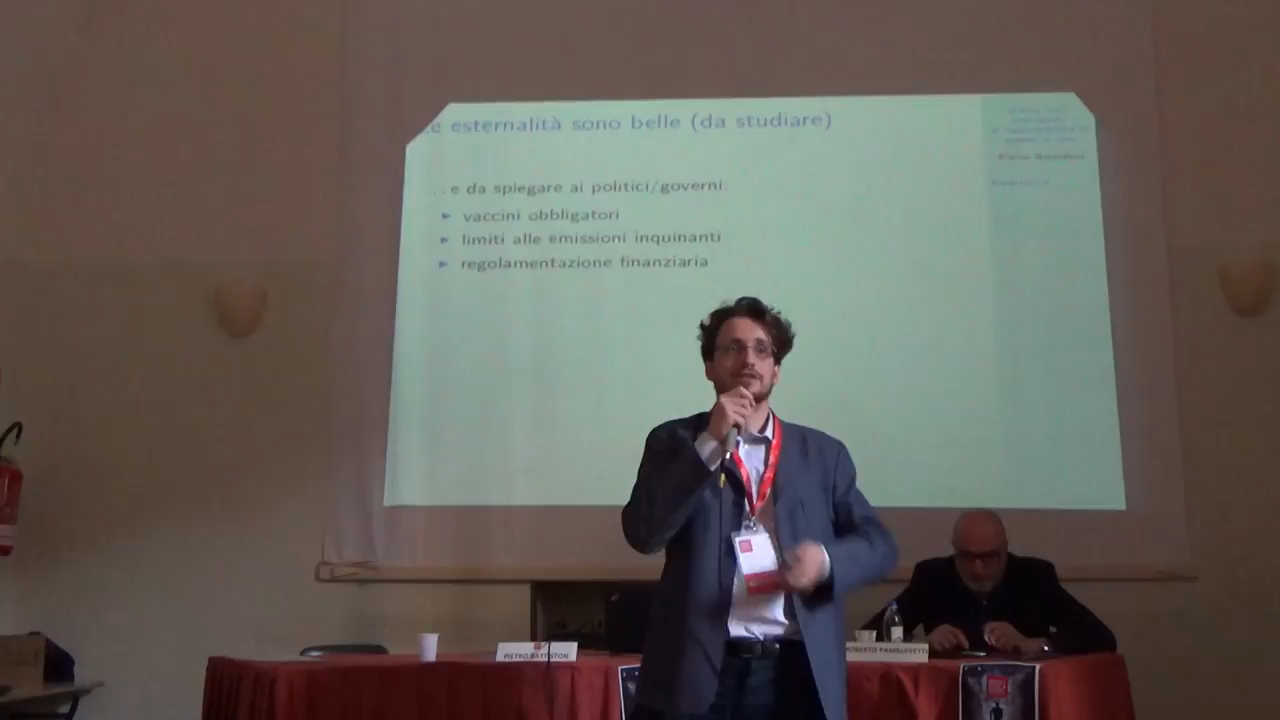 Le esternalità sono belle (da studiare)
...e da spiegare ai politici/governi:
► vaccini obbligatori
► limiti alle emissioni inquinanti
► regolamentazione finanziaria
PIETRO BATTISTON
ROBERTO PAMBUFFETTI